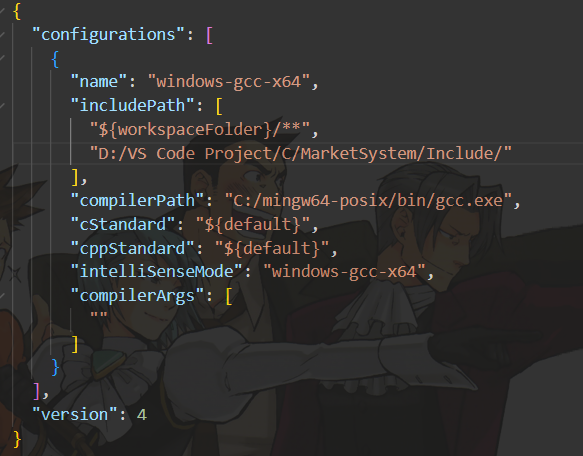 {
"configurations": [
{
"name": "windows-gcc-x64",
"includePath": [
"${workspaceFolder}/**",
"D:/VS Code Project/C/MarketSystem/Include/"
],
"compilerPath": "C:/mingw64-posix/bin/gcc.exe",
"cStandard": "${default}",
"cppStandard": "${default}",
"intelliSenseMode": "windows-gcc-x64",
"compilerArgs": [
""
]
}
],
"version": 4
}